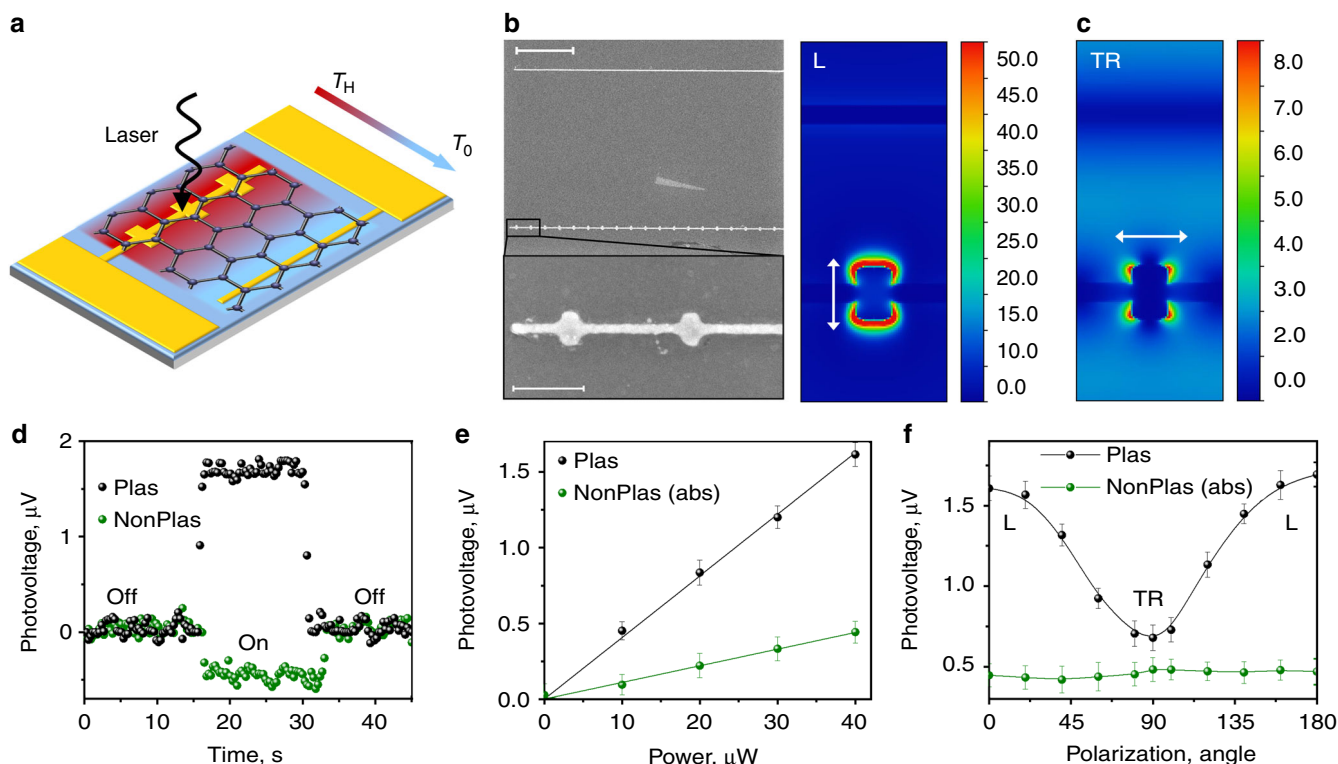 a
Laser
TH
T0
b
L
50.0
45.0
40.0
35.0
30.0
25.0
20.0
15.0
10.0
0.0
c
TR
8.0
7.0
6.0
5.0
4.0
3.0
2.0
1.0
0.0
d
Photovoltage, μV
2
1
0
Plas
NonPlas
Off
On
Off
0
10
20
30
40
Time, s
e
Photovoltage, μV
1.5
1.0
0.5
0.0
Plas
NonPlas (abs)
0
10
20
30
40
Power, μW
f
Photovoltage, μV
1.5
1.0
0.5
Plas
NonPlas (abs)
L
TR
L
0
45
90
135
180
Polarization, angle